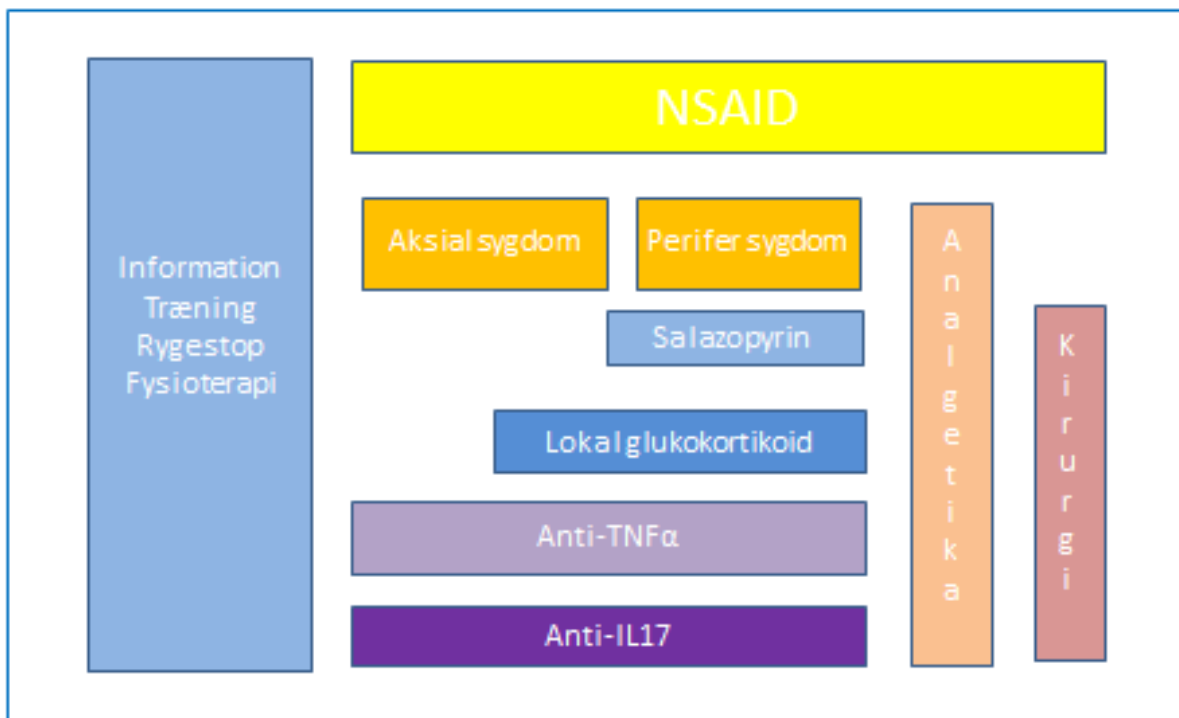 Information
Træning
Rygestop
Fysioterapi
NSAID
Aksial sygdom
Perifer sygdom
Salazopyrin
Lokal glukokortikoid
Anti-TNFα
Anti-IL17
Analgetika
Kirurgi